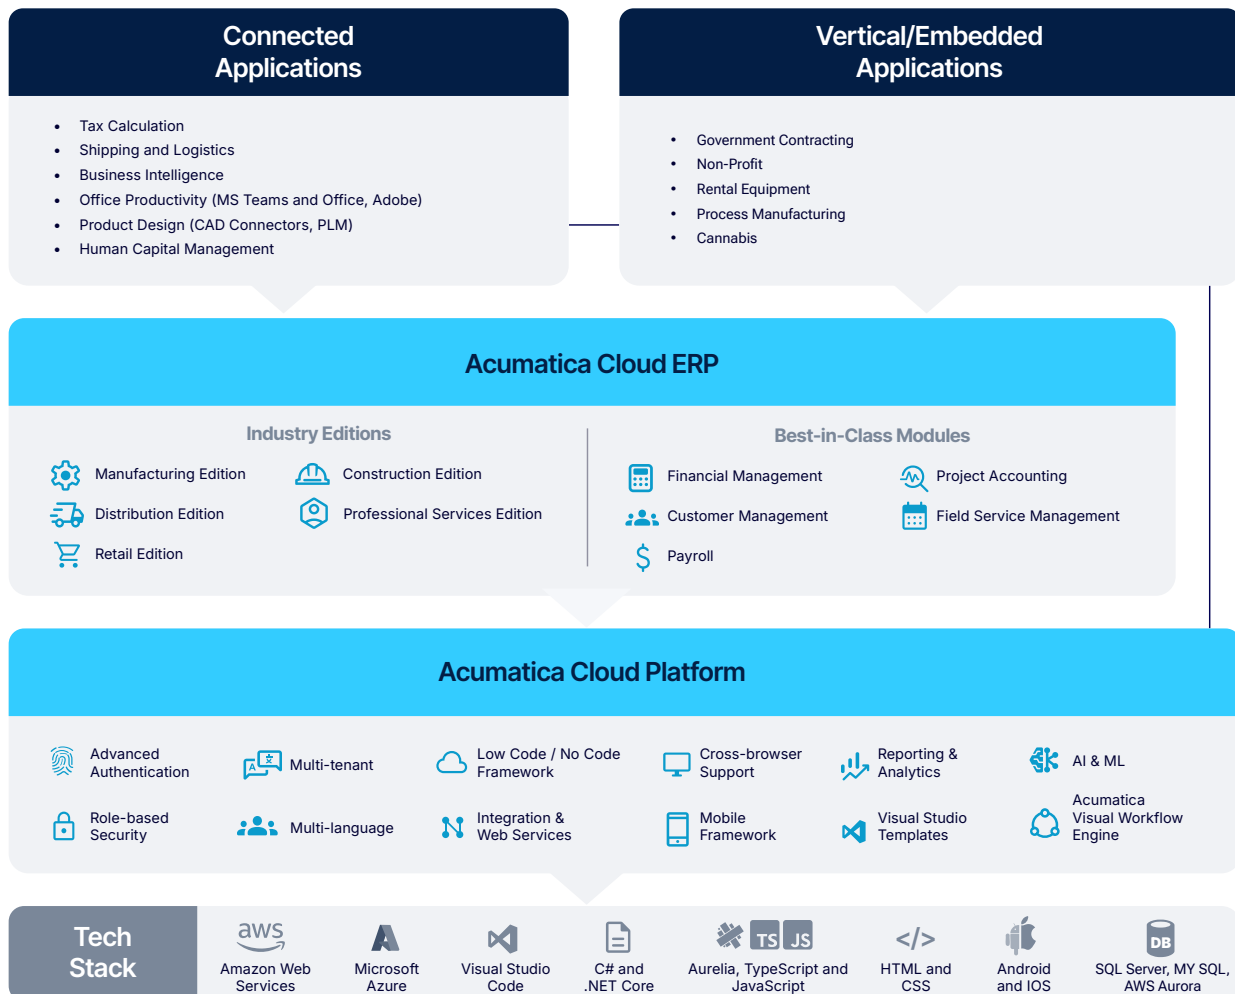 Connected
Applications
• Tax Calculation
• Shipping and Logistics
• Business Intelligence
• Office Productivity (MS Teams and Office, Adobe)
• Product Design (CAD Connectors, PLM)
• Human Capital Management
Vertical/Embedded
Applications
• Government Contracting
• Non-Profit
• Rental Equipment
• Process Manufacturing
• Cannabis
Acumatica Cloud ERP
Industry Editions
Manufacturing Edition
Construction Edition
Distribution Edition
Professional Services Edition
Retail Edition
Best-in-Class Modules
Financial Management
Project Accounting
Customer Management
Field Service Management
$
Payroll
Acumatica Cloud Platform
Advanced
Authentication
A
Multi-tenant
Low Code / No Code
Framework
Cross-browser
Support
Reporting &
Analytics
AI & ML
Role-based
Security
Multi-language
Integration &
Web Services
Mobile
Framework
Visual Studio
Templates
Acumatica
Visual Workflow
Engine
Tech
Stack
aws
Amazon Web
Services
Microsoft
Azure
Visual Studio
Code
C# and
.NET Core
TS JS
Aurelia, TypeScript and
JavaScript
</>
HTML and
CSS
Android
and IOS
DB
SQL Server, MY SQL,
AWS Aurora